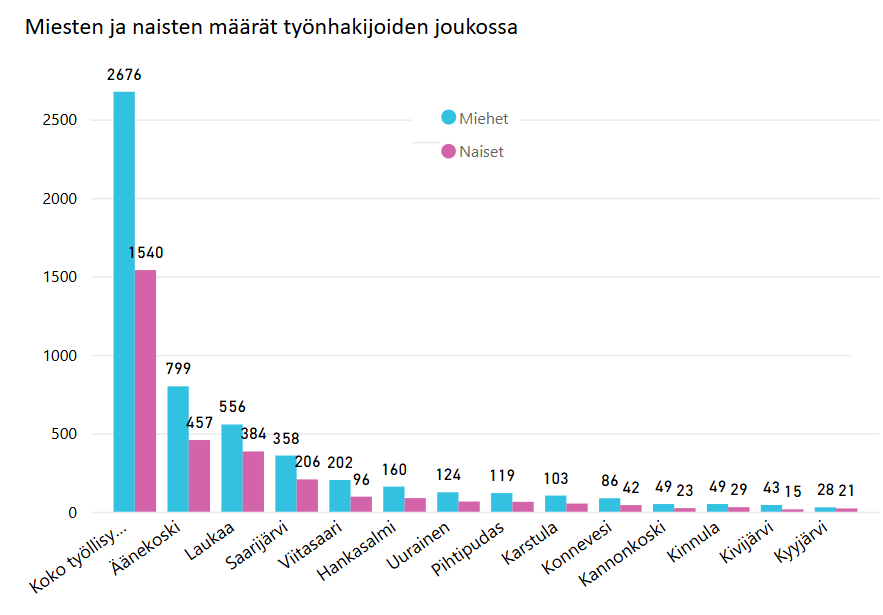 Miesten ja naisten määrät työnhakijoiden joukossa
2676
2500
Miehet
Naiset
2000
1540
1500
1000
799
556
500
457
384
358
206
202
96
160
124
119
103
86
42
49
23
49
29
43
15
28
21
0
Koko työllisy...
Äänekoski
Laukaa
Saarijärvi
Viitasaari
Hankasalmi
Uurainen
Pihtipudas
Karstula
Konnevesi
Kannonkoski
Kinnula
Kivijärvi
Kyyjärvi